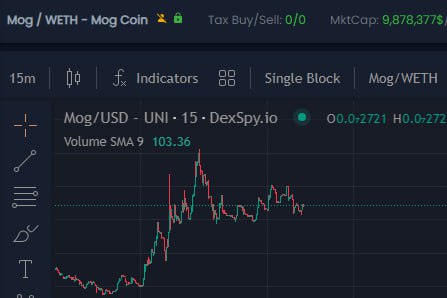 Mog / WETH - Mog Coin Tax Buy/Sell: 0/0 MktCap: 9,878,377$/
15m Indicators Single Block Mog/WETH
Mog/USD - UNI · 15 · DexSpy.io O0.0₇2721 H0.0₇272
Volume SMA 9 103.36